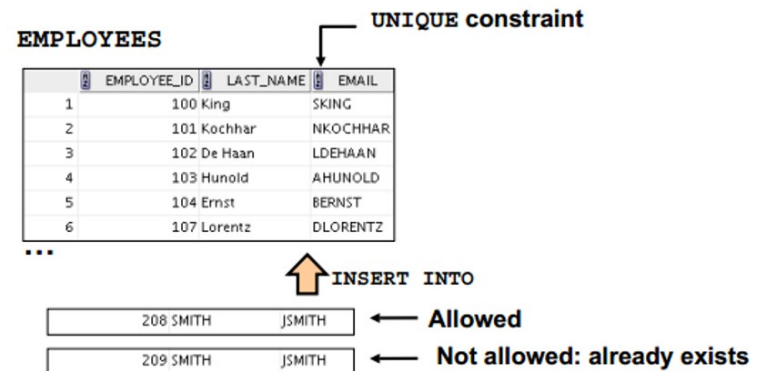 UNIQUE constraint
EMPLOYEES
EMPLOYEE_ID LAST_NAME EMAIL
1 100 King SKING
2 101 Kochhar NKOCHHAR
3 102 De Haan LDEHAAN
4 103 Hunold AHUNOLD
5 104 Ernst BERNST
6 107 Lorentz DLORENTZ
...
INSERT INTO
208 SMITH JSMITH Allowed
209 SMITH JSMITH Not allowed: already exists